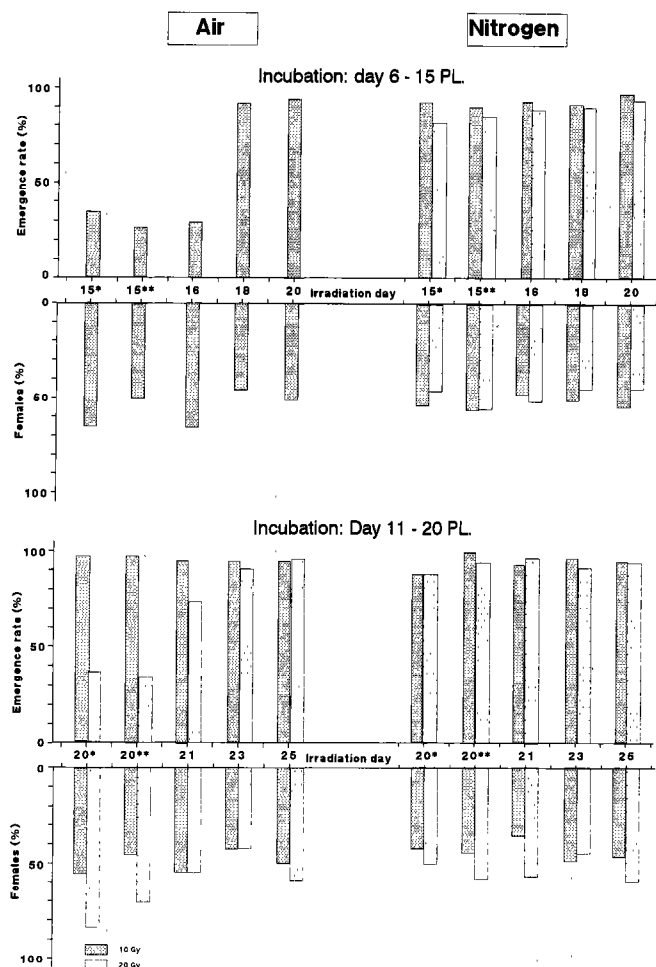 Air Nitrogen
Incubation: day 6 - 15 PL.
100
50
0
Emergence rate (%)
15* 15** 16 18 20 Irradiation day 15* 15** 16 18 20
0
60
100
Females (%)
Incubation: Day 11 - 20 PL.
100
50
0
Emergence rate (%)
20* 20** 21 23 25 Irradiation day 20* 20** 21 23 25
0
50
100
Females (%)
10 Gy
20 Gy